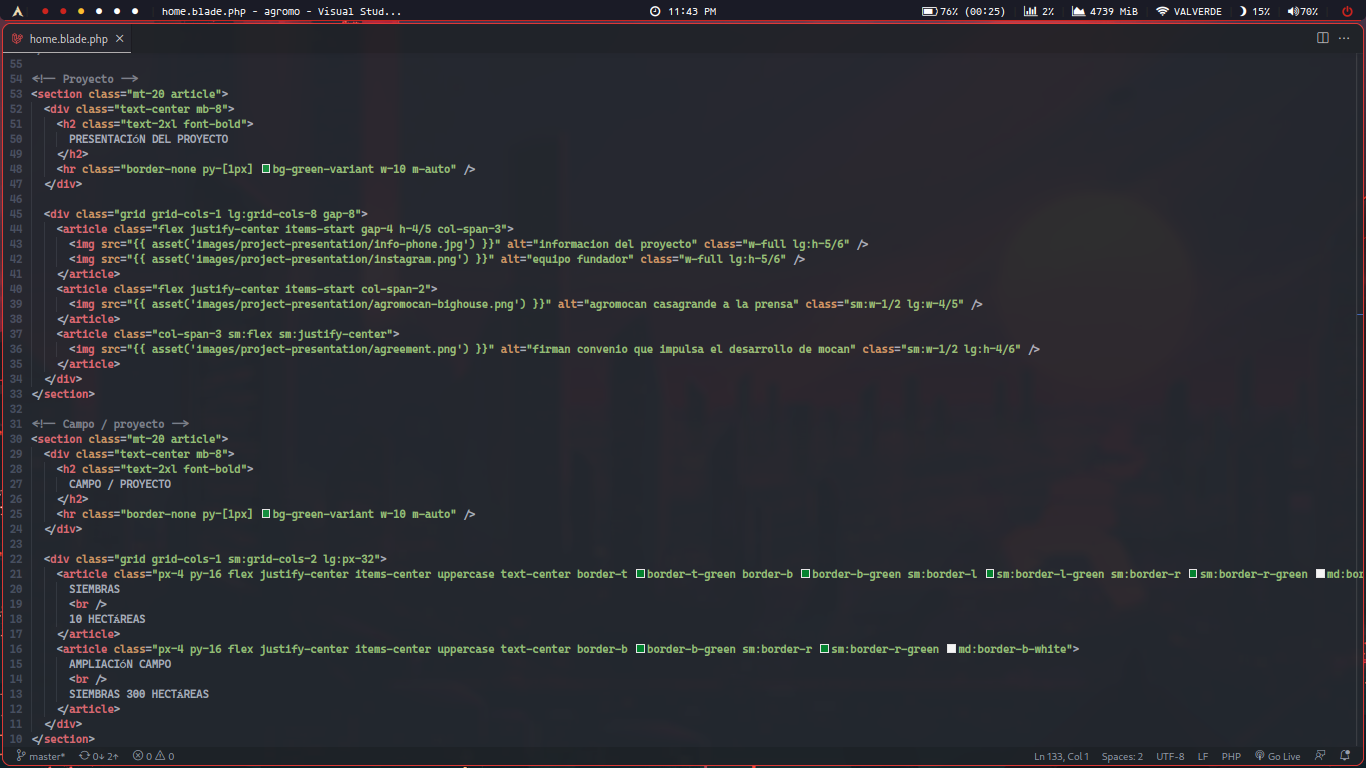 home.blade.php - agromo - Visual Stud...
11:43 PM
76% (00:25)
2%
4739 MiB
VALVERDE
15%
70%
home.blade.php ×
55
54 <!-- Proyecto -->
53 <section class="mt-20 article">
52 <div class="text-center mb-8">
51 <h2 class="text-2xl font-bold">
50 PRESENTACIÓN DEL PROYECTO
49 </h2>
48 <hr class="border-none py-[1px] bg-green-variant w-10 m-auto" />
47 </div>
46
45 <div class="grid grid-cols-1 lg:grid-cols-8 gap-8">
44 <article class="flex justify-center items-start gap-4 h-4/5 col-span-3">
43 <img src="{{ asset('images/project-presentation/info-phone.jpg') }}" alt="informacion del proyecto" class="w-full lg:h-5/6" />
42 <img src="{{ asset('images/project-presentation/instagram.png') }}" alt="equipo fundador" class="w-full lg:h-5/6" />
41 </article>
40 <article class="flex justify-center items-start col-span-2">
39 <img src="{{ asset('images/project-presentation/agromocan-bighouse.png') }}" alt="agromocan casagrande a la prensa" class="sm:w-1/2 lg:w-4/5" />
38 </article>
37 <article class="col-span-3 sm:flex sm:justify-center">
36 <img src="{{ asset('images/project-presentation/agreement.png') }}" alt="firman convenio que impulsa el desarrollo de mocan" class="sm:w-1/2 lg:h-4/6" />
35 </article>
34 </div>
33 </section>
32
31 <!-- Campo / proyecto -->
30 <section class="mt-20 article">
29 <div class="text-center mb-8">
28 <h2 class="text-2xl font-bold">
27 CAMPO / PROYECTO
26 </h2>
25 <hr class="border-none py-[1px] bg-green-variant w-10 m-auto" />
24 </div>
23
22 <div class="grid grid-cols-1 sm:grid-cols-2 lg:px-32">
21 <article class="px-4 py-16 flex justify-center items-center uppercase text-center border-t border-t-green border-b border-b-green sm:border-l sm:border-l-green sm:border-r sm:border-r-green md:bor
20 SIEMBRAS
19 <br />
18 10 HECTÁREAS
17 </article>
16 <article class="px-4 py-16 flex justify-center items-center uppercase text-center border-b border-b-green sm:border-r sm:border-r-green md:border-b-white">
15 AMPLIACIÓN CAMPO
14 <br />
13 SIEMBRAS 300 HECTÁREAS
12 </article>
11 </div>
10 </section>
master* 0↓ 2↑ 0 0
Ln 133, Col 1 Spaces: 2 UTF-8 LF PHP Go Live